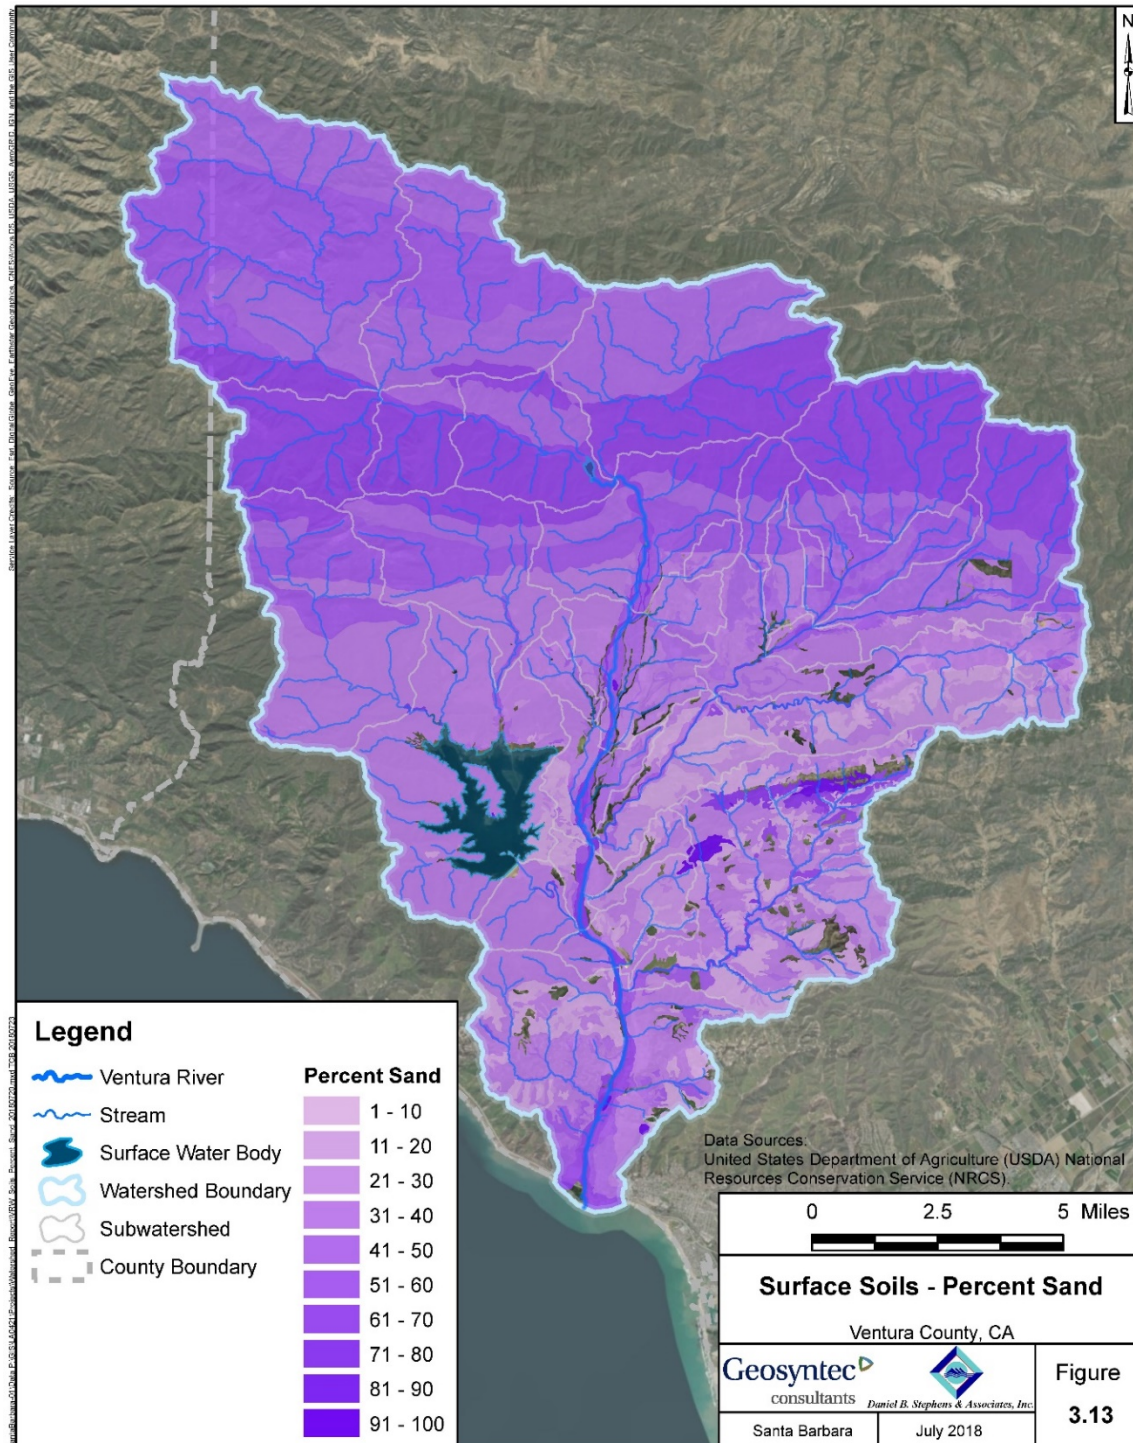 N
Legend
Ventura River
Stream
Surface Water Body
Watershed Boundary
Subwatershed
County Boundary
Percent Sand
1 - 10
11 - 20
21 - 30
31 - 40
41 - 50
51 - 60
61 - 70
71 - 80
81 - 90
91 - 100
Data Sources:
United States Department of Agriculture (USDA) National
Resources Conservation Service (NRCS).
0 2.5 5 Miles
Surface Soils - Percent Sand
Ventura County, CA
Geosyntec
consultants
Daniel B. Stephens & Associates, Inc.
Santa Barbara
July 2018
Figure
3.13